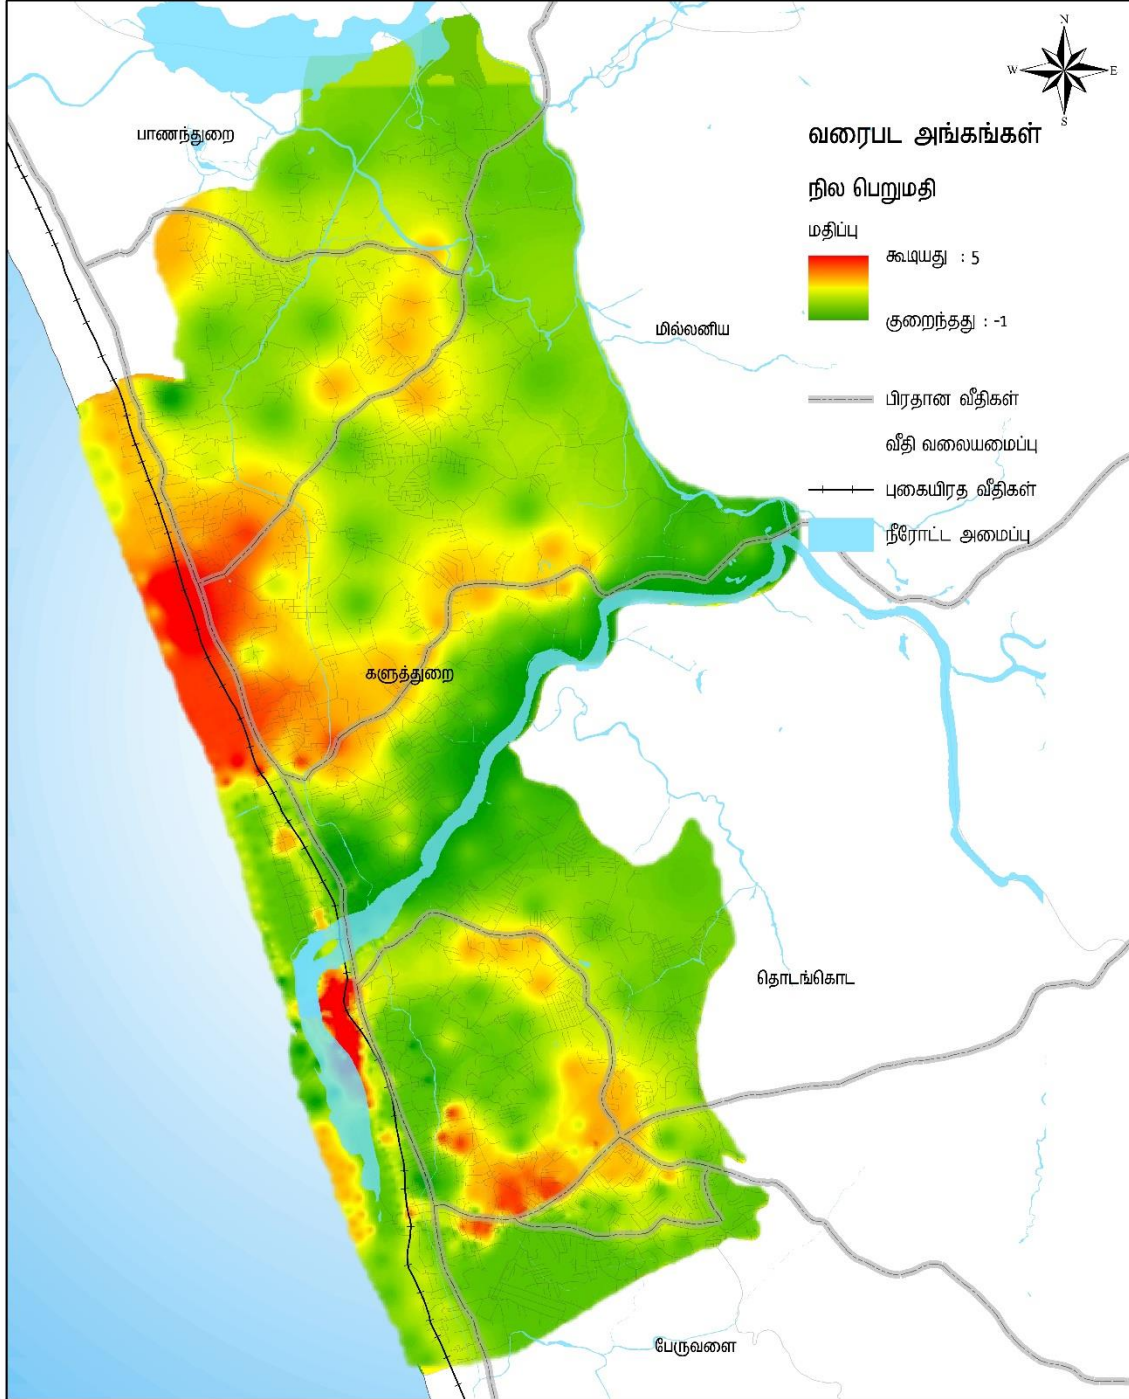 N
W E
S
பாணந்துறை
வரைபட அங்கங்கள்
நில பெறுமதி
மதிப்பு
கூடியது : 5
குறைந்தது : -1
மில்லனிய
பிரதான வீதிகள்
வீதி வலையமைப்பு
புகையிரத வீதிகள்
நீரோட்ட அமைப்பு
களுத்துறை
தொடங்கொட
பேருவளை